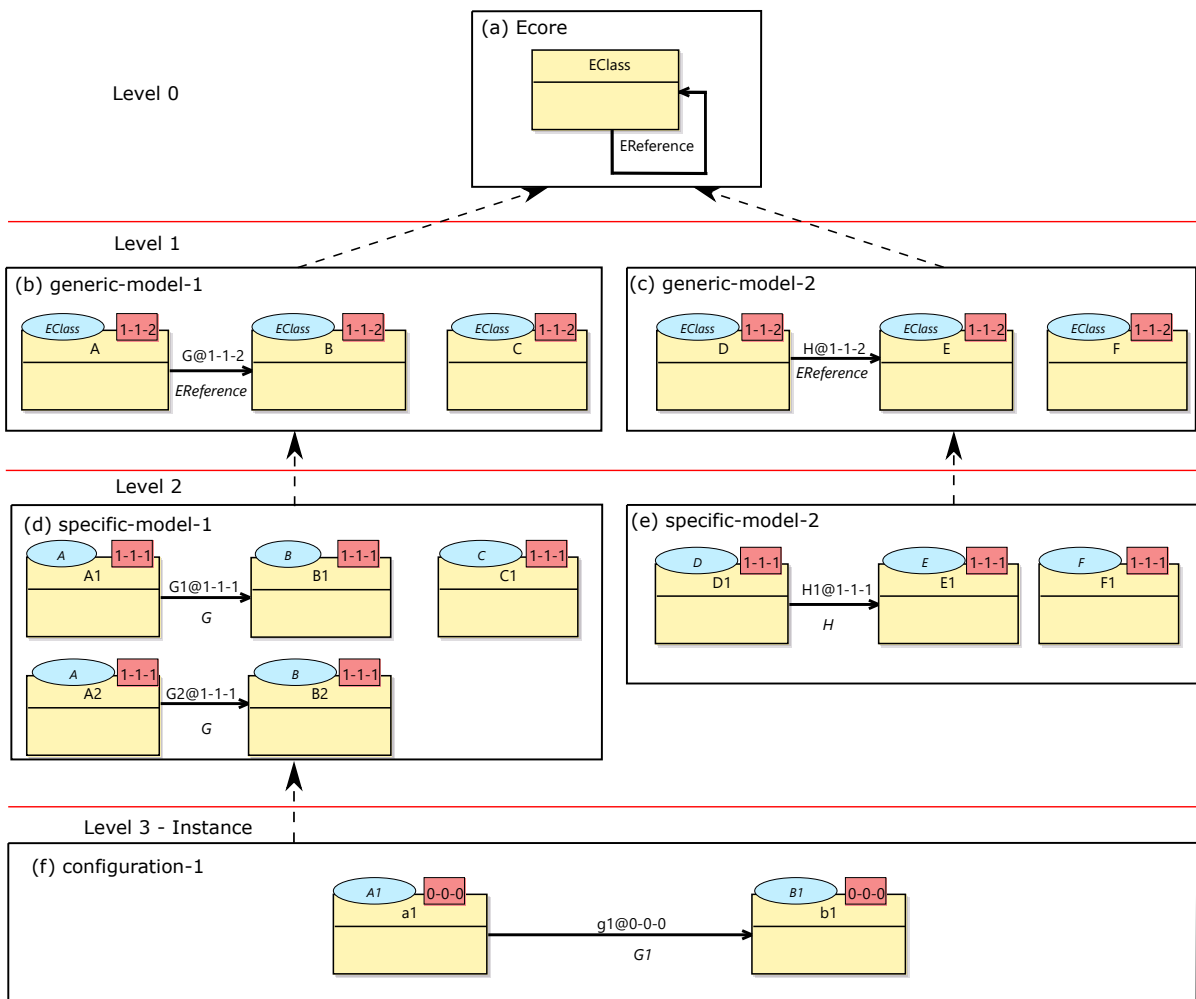 (a) Ecore
EClass
Level 0
EReference
Level 1
(b) generic-model-1
(c) generic-model-2
EClass 1-1-2 EClass 1-1-2 EClass 1-1-2 EClass 1-1-2 EClass 1-1-2 EClass 1-1-2
A G@1-1-2 B C D H@1-1-2 E F
EReference EReference
Level 2
(d) specific-model-1
(e) specific-model-2
A 1-1-1 B 1-1-1 C 1-1-1 D 1-1-1 E 1-1-1 F 1-1-1
A1 B1 C1 D1 E1 F1
G1@1-1-1 H1@1-1-1
G H
A 1-1-1 B 1-1-1
A2 G2@1-1-1 B2
G
Level 3 - Instance
(f) configuration-1
A1 0-0-0 B1 0-0-0
a1 b1
g1@0-0-0
G1